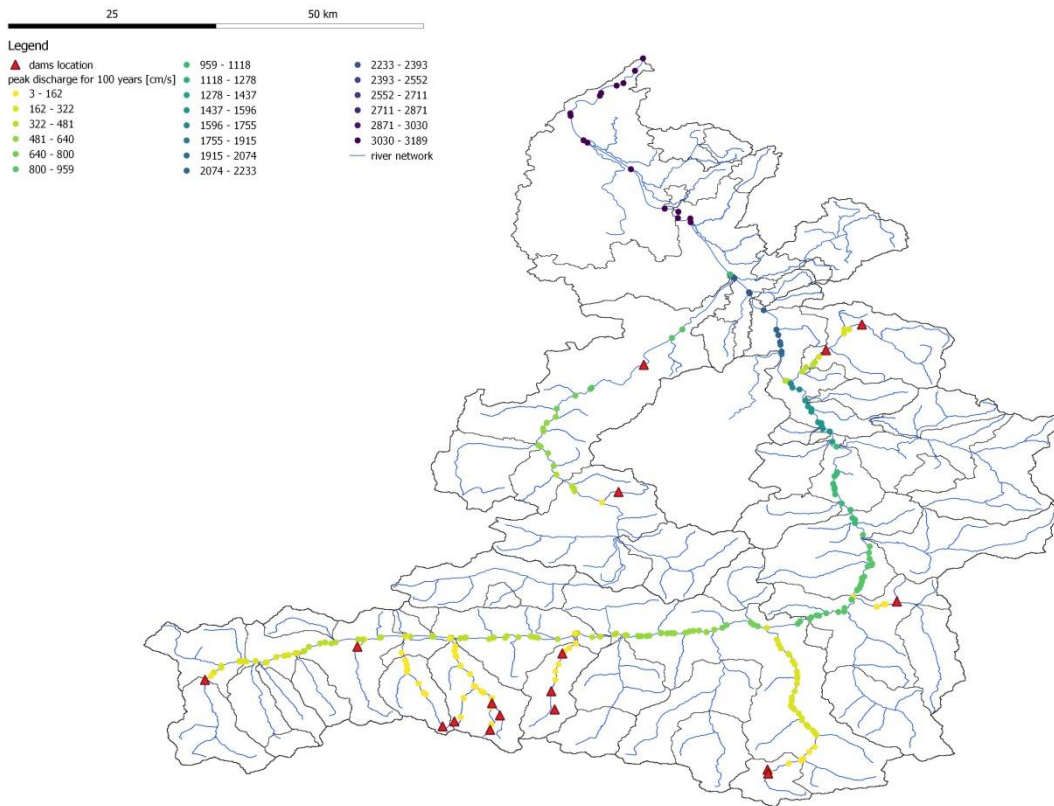 25 50 km
Legend
dams location
peak discharge for 100 years [cm/s]
3 - 162
162 - 322
322 - 481
481 - 640
640 - 800
800 - 959
959 - 1118
1118 - 1278
1278 - 1437
1437 - 1596
1596 - 1755
1755 - 1915
1915 - 2074
2074 - 2233
2233 - 2393
2393 - 2552
2552 - 2711
2711 - 2871
2871 - 3030
3030 - 3189
river network